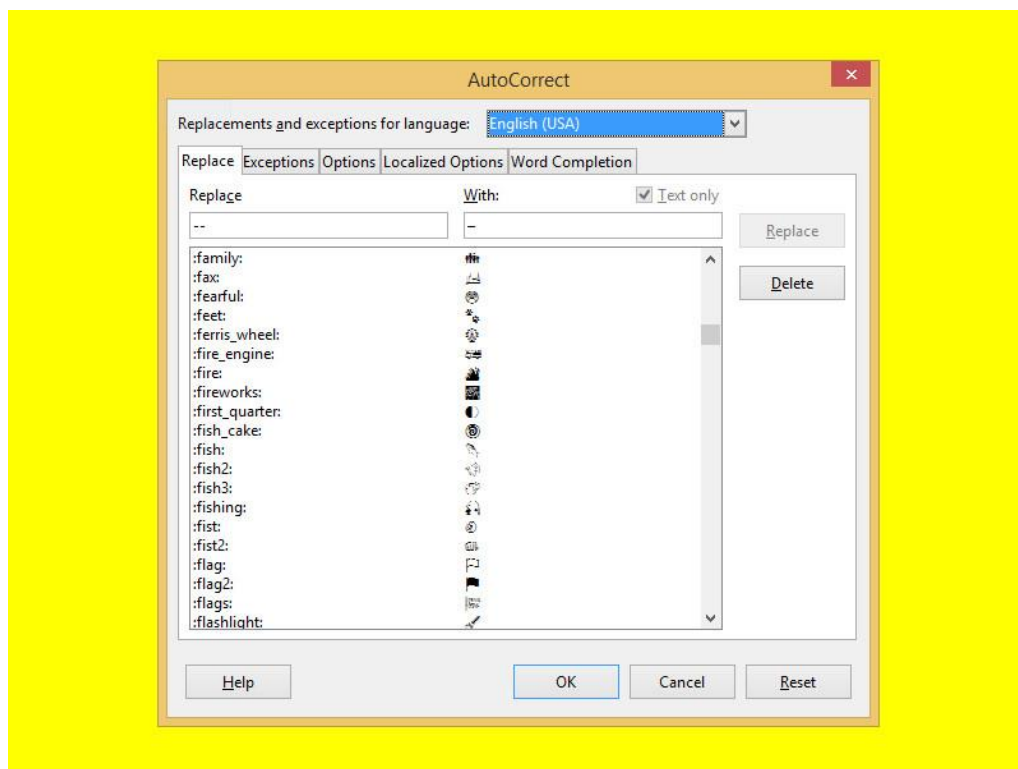 AutoCorrect
Replacements and exceptions for language: English (USA)
Replace Exceptions Options Localized Options Word Completion
Replace With: Text only
-- – Replace
:family:
:fax: Delete
:fearful:
:feet:
:ferris_wheel:
:fire_engine:
:fire:
:fireworks:
:first_quarter:
:fish_cake:
:fish:
:fish2:
:fish3:
:fishing:
:fist:
:fist2:
:flag:
:flag2:
:flags:
:flashlight:
Help OK Cancel Reset